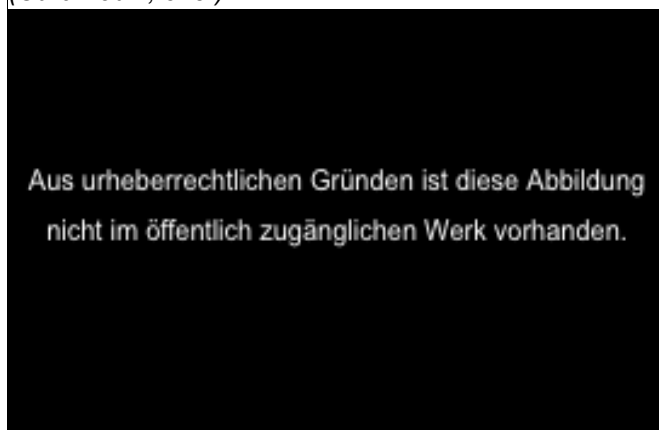 Aus urheberrechtlichen Gründen ist diese Abbildung
nicht im öffentlich zugänglichen Werk vorhanden.